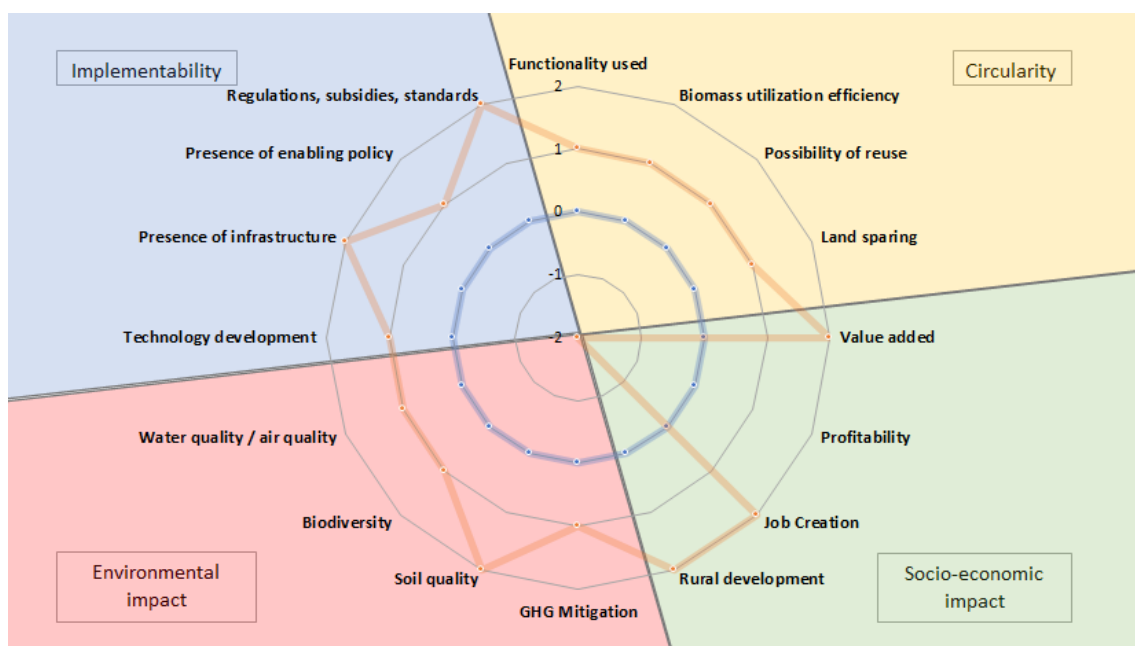 Implementability
Circularity
Functionality used
Regulations, subsidies, standards
2
Biomass utilization efficiency
Presence of enabling policy
1
Possibility of reuse
Presence of infrastructure
0
Land sparing
-1
Technology development
-2
Value added
Water quality / air quality
Profitability
Biodiversity
Job Creation
Soil quality
GHG Mitigation
Rural development
Environmental
impact
Socio-economic
impact